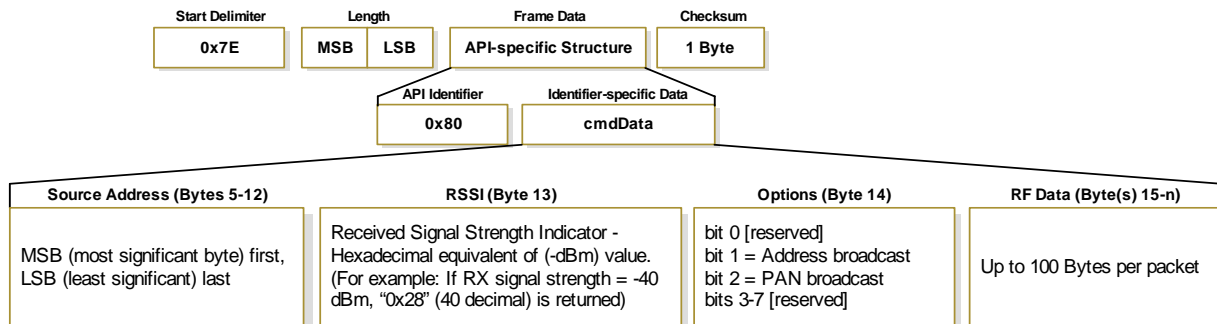 Start Delimiter
Length
Frame Data
Checksum
0x7E
MSB
LSB
API-specific Structure
1 Byte
API Identifier
Identifier-specific Data
0x80
cmdData
Source Address (Bytes 5-12)
MSB (most significant byte) first,
LSB (least significant) last
RSSI (Byte 13)
Received Signal Strength Indicator -
Hexadecimal equivalent of (-dBm) value.
(For example: If RX signal strength = -40
dBm, “0x28” (40 decimal) is returned)
Options (Byte 14)
bit 0 [reserved]
bit 1 = Address broadcast
bit 2 = PAN broadcast
bits 3-7 [reserved]
RF Data (Byte(s) 15-n)
Up to 100 Bytes per packet